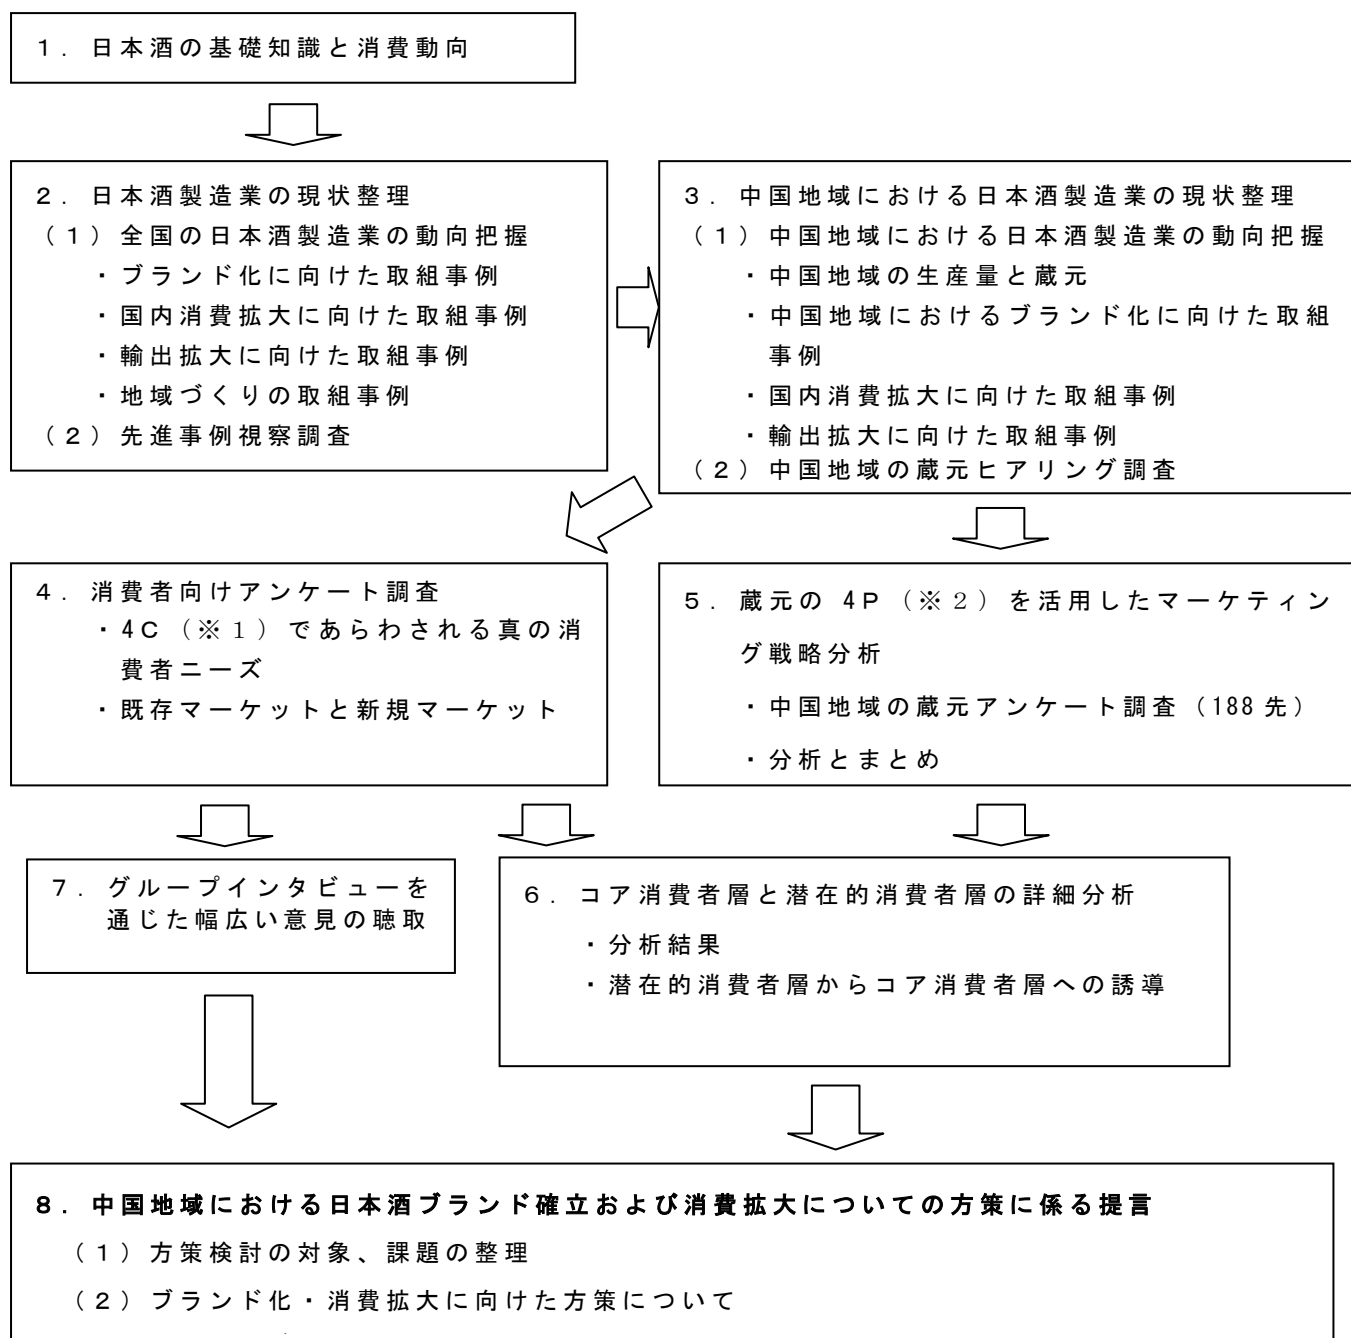 １．日本酒の基礎知識と消費動向
２．日本酒製造業の現状整理
（１）全国の日本酒製造業の動向把握
・ブランド化に向けた取組事例
・国内消費拡大に向けた取組事例
・輸出拡大に向けた取組事例
・地域づくりの取組事例
（２）先進事例視察調査
３．中国地域における日本酒製造業の現状整理
（１）中国地域における日本酒製造業の動向把握
・中国地域の生産量と蔵元
・中国地域におけるブランド化に向けた取組
事例
・国内消費拡大に向けた取組事例
・輸出拡大に向けた取組事例
（２）中国地域の蔵元ヒアリング調査
４．消費者向けアンケート調査
・4C（※１）であらわされる真の消
費者ニーズ
・既存マーケットと新規マーケット
５．蔵元の 4P（※２）を活用したマーケティン
グ戦略分析
・中国地域の蔵元アンケート調査（188 先）
・分析とまとめ
７．グループインタビューを
通じた幅広い意見の聴取
６．コア消費者層と潜在的消費者層の詳細分析
・分析結果
・潜在的消費者層からコア消費者層への誘導
８．中国地域における日本酒ブランド確立および消費拡大についての方策に係る提言
（１）方策検討の対象、課題の整理
（２）ブランド化・消費拡大に向けた方策について